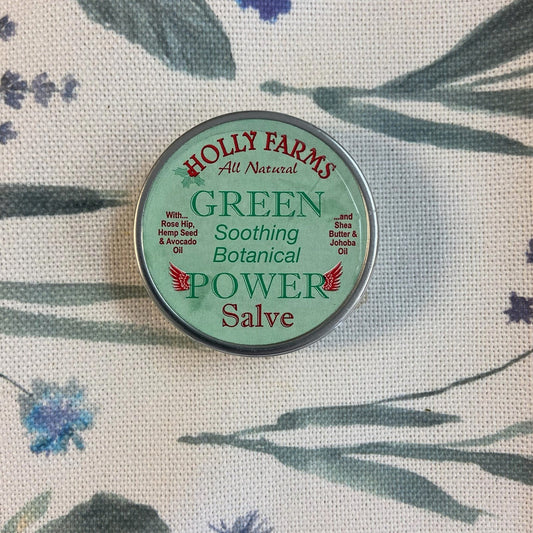 HOLLY FARMS
All Natural
GREEN
Soothing
Botanical
POWER
Salve
With...
Rose Hip,
Hemp Seed
& Avocado
Oil
...and
Shea
Butter &
Johoba
Oil